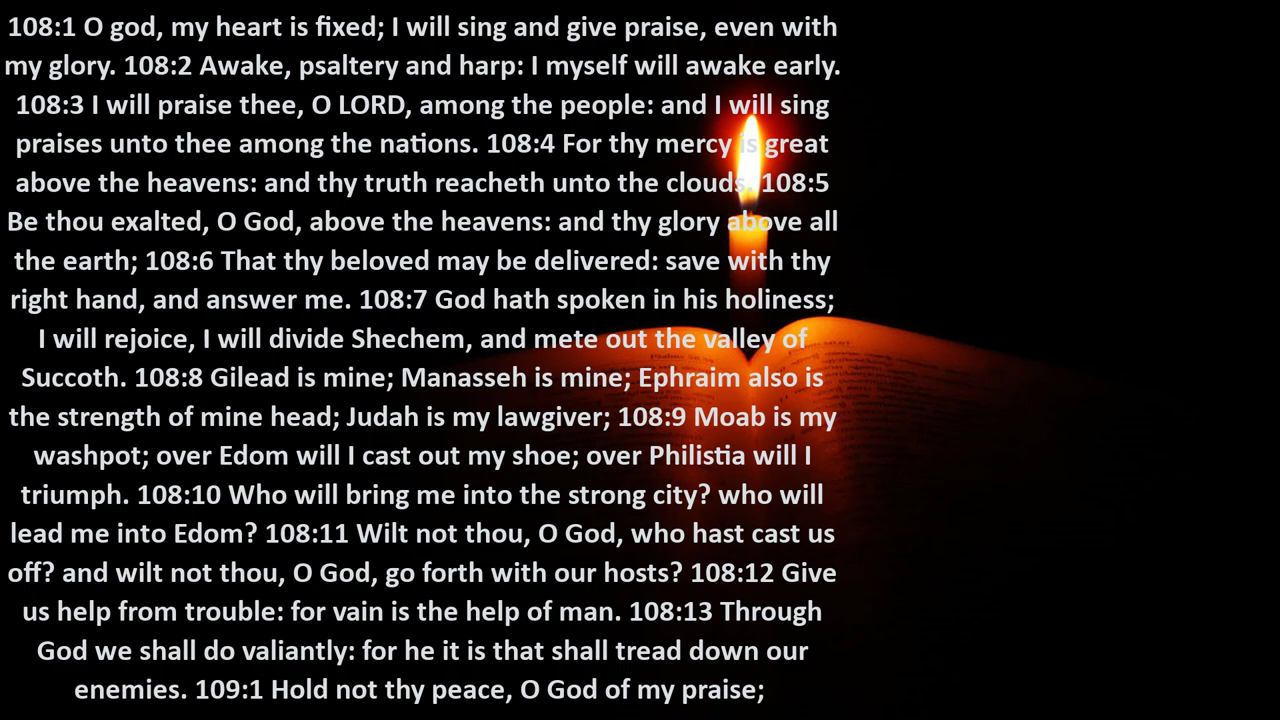 108:1 O god, my heart is fixed; I will sing and give praise, even with
my glory. 108:2 Awake, psaltery and harp: I myself will awake early.
108:3 I will praise thee, O LORD, among the people: and I will sing
praises unto thee among the nations. 108:4 For thy mercy is great
above the heavens: and thy truth reacheth unto the clouds. 108:5
Be thou exalted, O God, above the heavens: and thy glory above all
the earth; 108:6 That thy beloved may be delivered: save with thy
right hand, and answer me. 108:7 God hath spoken in his holiness;
I will rejoice, I will divide Shechem, and mete out the valley of
Succoth. 108:8 Gilead is mine; Manasseh is mine; Ephraim also is
the strength of mine head; Judah is my lawgiver; 108:9 Moab is my
washpot; over Edom will I cast out my shoe; over Philistia will I
triumph. 108:10 Who will bring me into the strong city? who will
lead me into Edom? 108:11 Wilt not thou, O God, who hast cast us
off? and wilt not thou, O God, go forth with our hosts? 108:12 Give
us help from trouble: for vain is the help of man. 108:13 Through
God we shall do valiantly: for he it is that shall tread down our
enemies. 109:1 Hold not thy peace, O God of my praise;